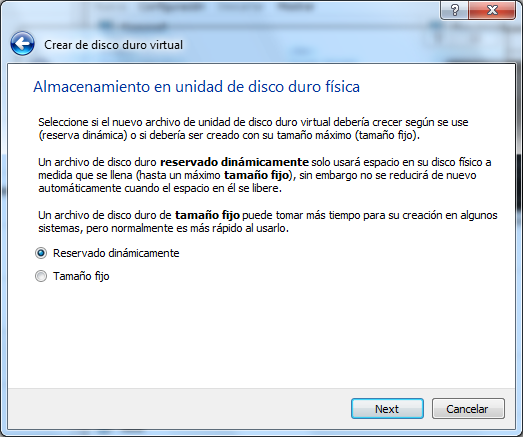 Crear de disco duro virtual
Almacenamiento en unidad de disco duro física
Seleccione si el nuevo archivo de unidad de disco duro virtual debería crecer según se use
(reserva dinámica) o si debería ser creado con su tamaño máximo (tamaño fijo).
Un archivo de disco duro reservado dinámicamente solo usará espacio en su disco físico a
medida que se llena (hasta un máximo tamaño fijo), sin embargo no se reducirá de nuevo
automáticamente cuando el espacio en él se libere.
Un archivo de disco duro de tamaño fijo puede tomar más tiempo para su creación en algunos
sistemas, pero normalmente es más rápido al usarlo.
Reservado dinámicamente
Tamaño fijo
Next
Cancelar